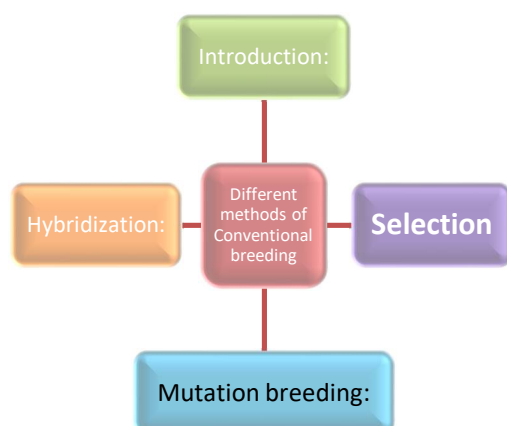 Introduction:
Hybridization:
Different
methods of
Conventional
breeding
Selection
Mutation breeding: